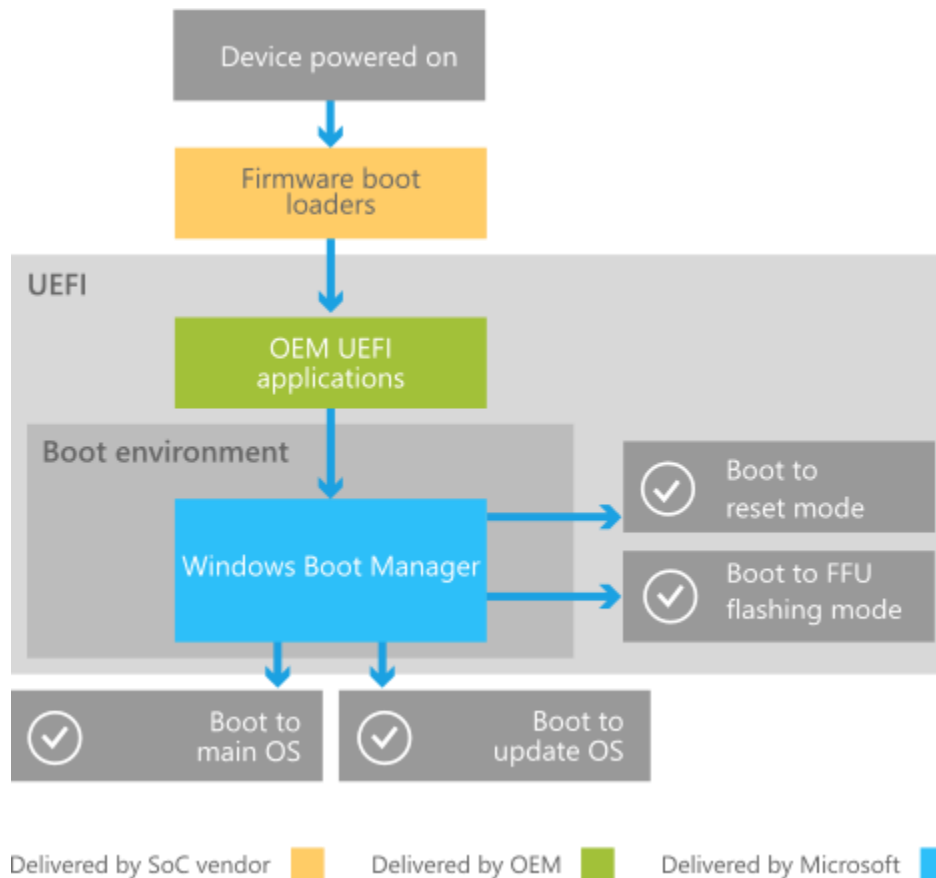 Device powered on
Firmware boot
loaders
UEFI
OEM UEFI
applications
Boot environment
Windows Boot Manager
Boot to
reset mode
Boot to FFU
flashing mode
Boot to
main OS
Boot to
update OS
Delivered by SoC vendor
Delivered by OEM
Delivered by Microsoft